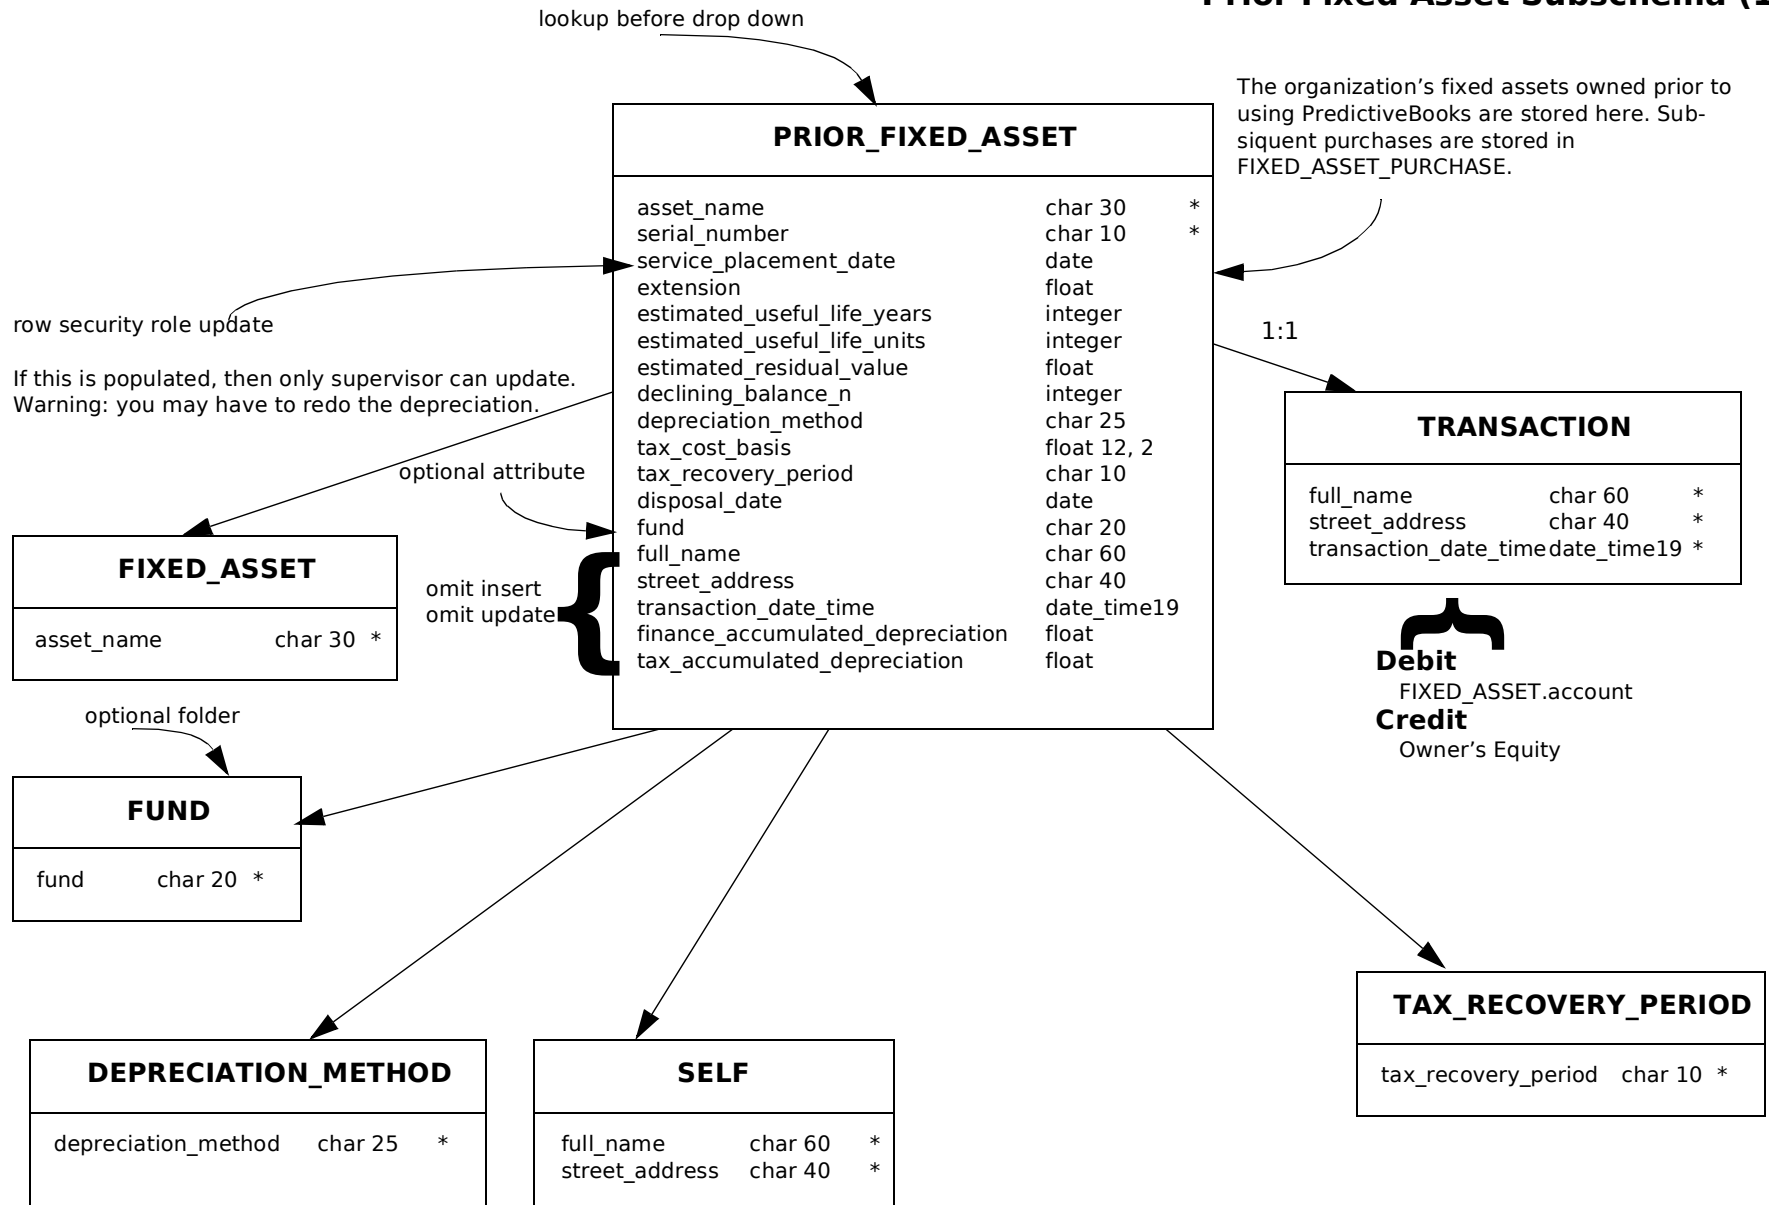 lookup before drop down
Prior Fixed Asset Subschema (1
The organization’s fixed assets owned prior to
using PredictiveBooks are stored here. Sub-
siquent purchases are stored in
FIXED_ASSET_PURCHASE.
PRIOR_FIXED_ASSET
asset_name char 30 *
serial_number char 10 *
service_placement_date date
extension float
estimated_useful_life_years integer
estimated_useful_life_units integer
estimated_residual_value float
declining_balance_n integer
depreciation_method char 25
tax_cost_basis float 12, 2
tax_recovery_period char 10
disposal_date date
fund char 20
full_name char 60
street_address char 40
transaction_date_time date_time19
finance_accumulated_depreciation float
tax_accumulated_depreciation float
row security role update
If this is populated, then only supervisor can update.
Warning: you may have to redo the depreciation.
optional attribute
omit insert
omit update
1:1
TRANSACTION
full_name char 60 *
street_address char 40 *
transaction_date_time date_time19 *
Debit
FIXED_ASSET.account
Credit
Owner’s Equity
FIXED_ASSET
asset_name char 30 *
optional folder
FUND
fund char 20 *
DEPRECIATION_METHOD
depreciation_method char 25 *
SELF
full_name char 60 *
street_address char 40 *
TAX_RECOVERY_PERIOD
tax_recovery_period char 10 *